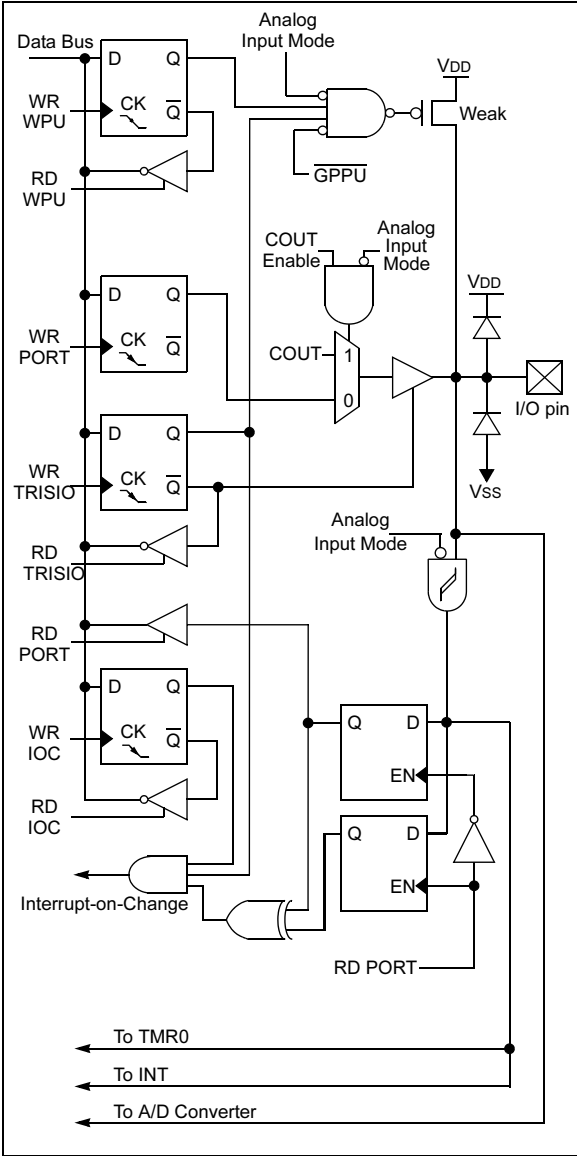 Analog
Input Mode
Data Bus
D Q
VDD
WR
WPU
CK
Q
Weak
RD
WPU
GPPU
COUT
Enable
Analog
Input
Mode
D Q
VDD
WR
PORT
CK
Q
COUT
1
0
I/O pin
D Q
WR
TRISIO
CK
Q
VSS
Analog
Input Mode
RD
TRISIO
RD
PORT
D Q
Q D
WR
IOC
CK
Q
EN
RD
IOC
Q D
EN
Interrupt-on-Change
RD PORT
To TMR0
To INT
To A/D Converter